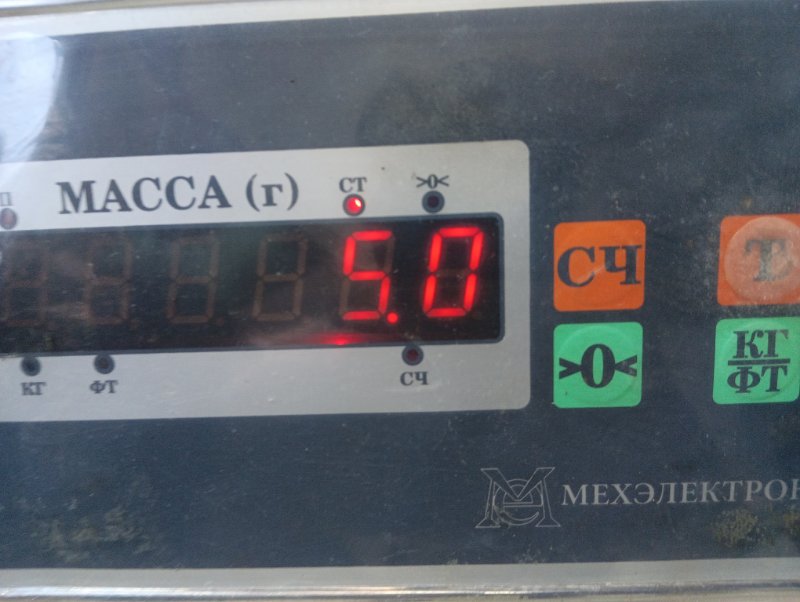 П
МАССА (г)
СТ
>0<
5.0
КГ
ФТ
СЧ
СЧ
Т
>0<
КГ
ФТ
МЕХЭЛЕКТРОН